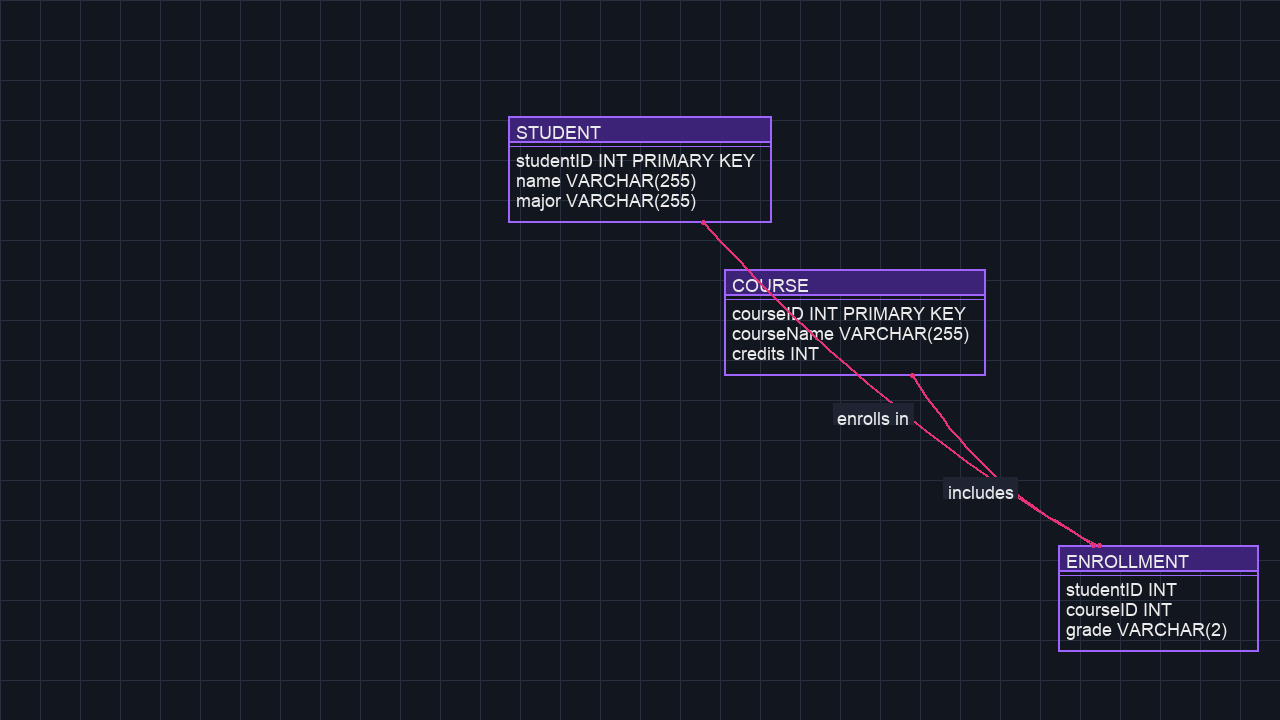 STUDENT
studentID INT PRIMARY KEY
name VARCHAR(255)
major VARCHAR(255)
COURSE
courseID INT PRIMARY KEY
courseName VARCHAR(255)
credits INT
enrolls in
includes
ENROLLMENT
studentID INT
courseID INT
grade VARCHAR(2)